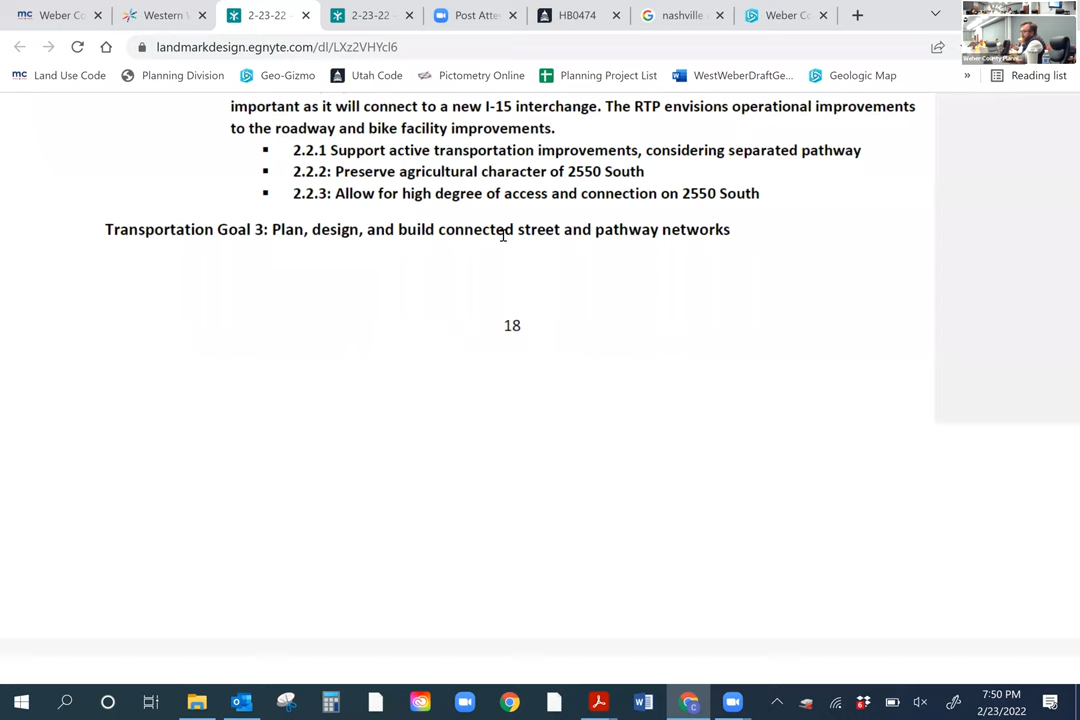 Weber Co
Western
2-23-22
2-23-22 -
Post Atte
HB0474
nashville
Weber Co
landmarkdesign.egnyte.com/dl/LXz2VHYcl6
mc Land Use Code
Planning Division
Geo-Gizmo
Utah Code
Pictometry Online
Planning Project List
WestWeberDraftGe...
Geologic Map
»
Reading list
important as it will connect to a new I-15 interchange. The RTP envisions operational improvements
to the roadway and bike facility improvements.
▪ 2.2.1 Support active transportation improvements, considering separated pathway
▪ 2.2.2: Preserve agricultural character of 2550 South
▪ 2.2.3: Allow for high degree of access and connection on 2550 South
Transportation Goal 3: Plan, design, and build connected street and pathway networks
18
7:50 PM
2/23/2022